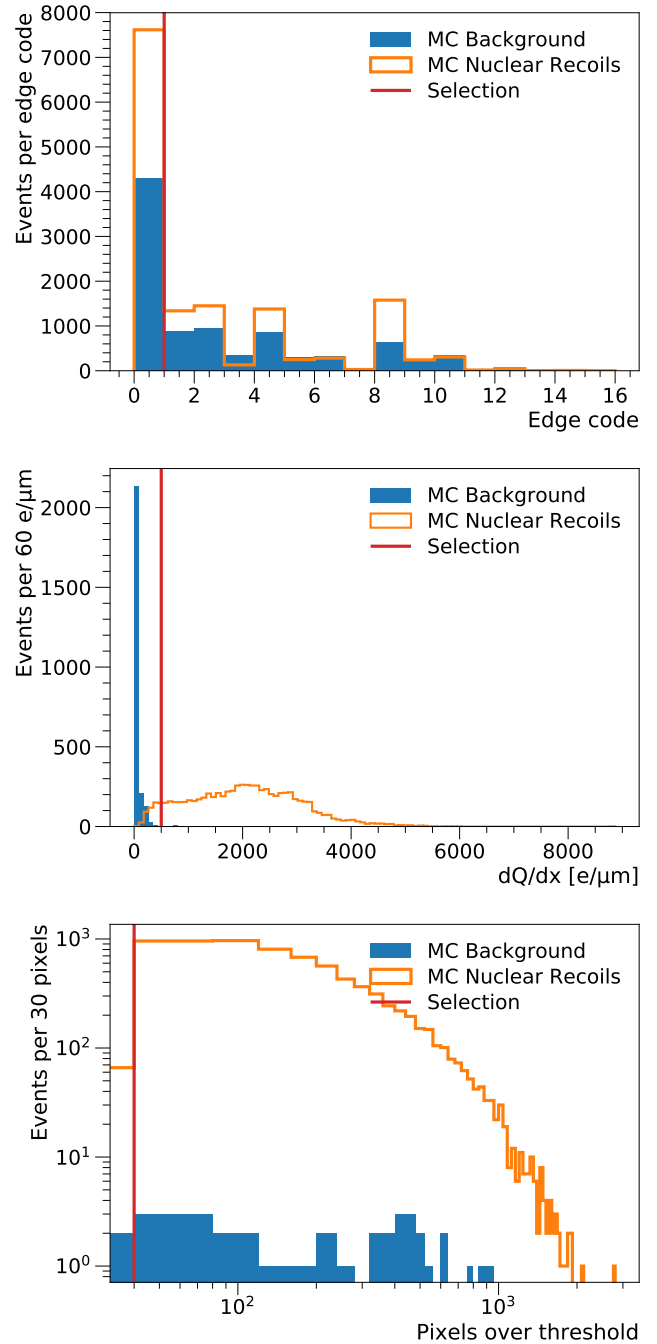 8000
7000
6000
5000
4000
3000
2000
1000
0
Events per edge code
MC Background
MC Nuclear Recoils
Selection
0 2 4 6 8 10 12 14 16
Edge code
2000
1500
1000
500
0
Events per 60 e/μm
MC Background
MC Nuclear Recoils
Selection
0 2000 4000 6000 8000
dQ/dx [e/μm]
10³
10²
10¹
10⁰
Events per 30 pixels
MC Background
MC Nuclear Recoils
Selection
10² 10³
Pixels over threshold